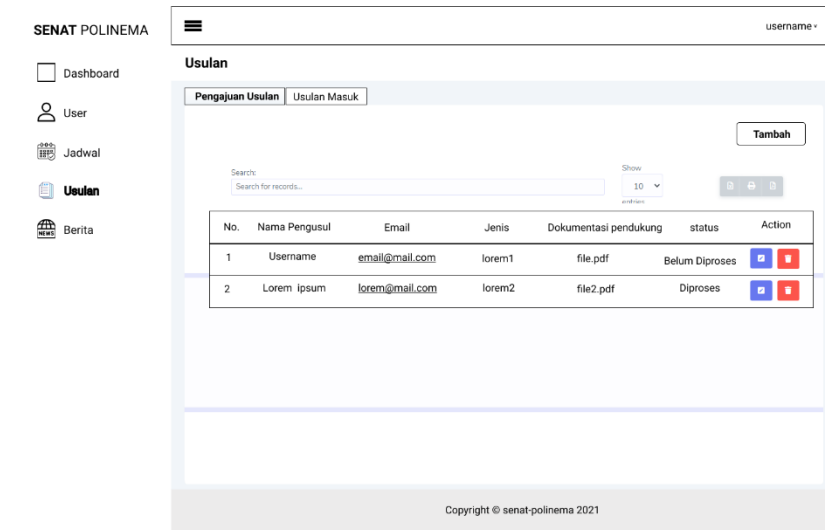 SENAT POLINEMA
username
Dashboard
User
Jadwal
Usulan
NEWS Berita
Usulan
Pengajuan Usulan Usulan Masuk
Tambah
Search:
Search for records...
Show
10
entries
No. Nama Pengusul Email Jenis Dokumentasi pendukung status Action
1 Username email@mail.com lorem1 file.pdf Belum Diproses
2 Lorem ipsum lorem@mail.com lorem2 file2.pdf Diproses
Copyright © senat-polinema 2021